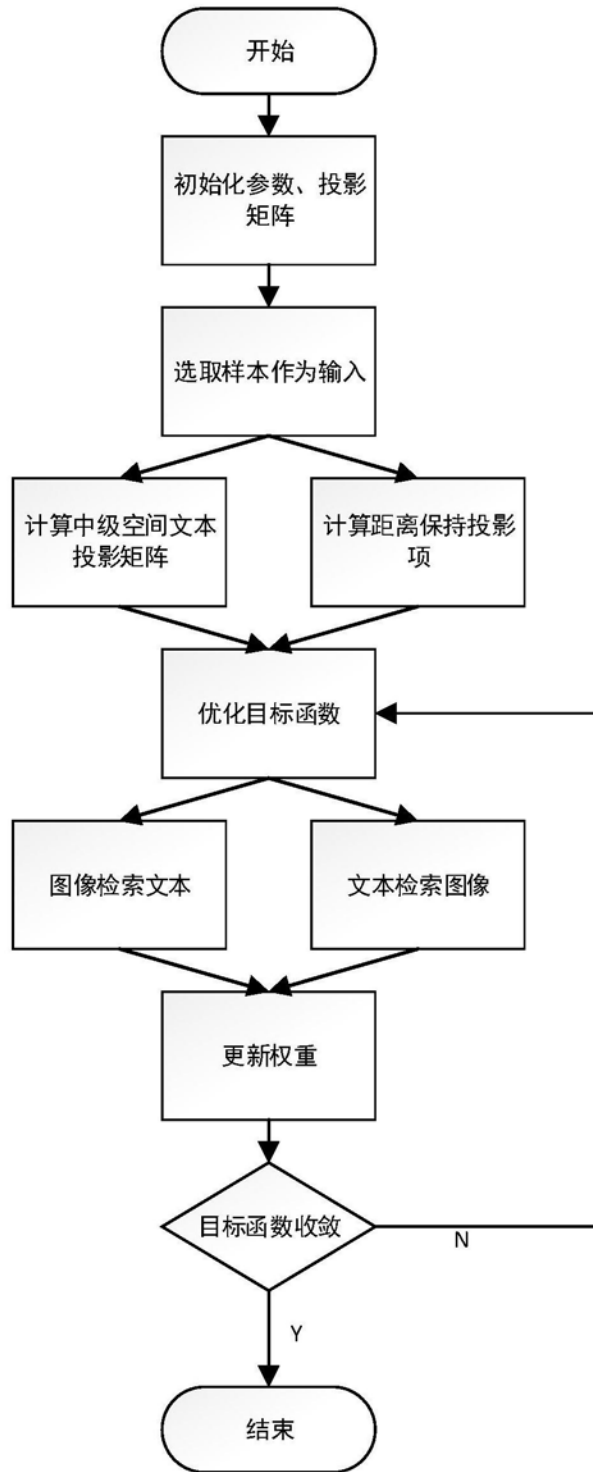 开始
初始化参数、投影
矩阵
选取样本作为输入
计算中级空间文本
投影矩阵
计算距离保持投影
项
优化目标函数
图像检索文本
文本检索图像
更新权重
目标函数收敛
N
Y
结束